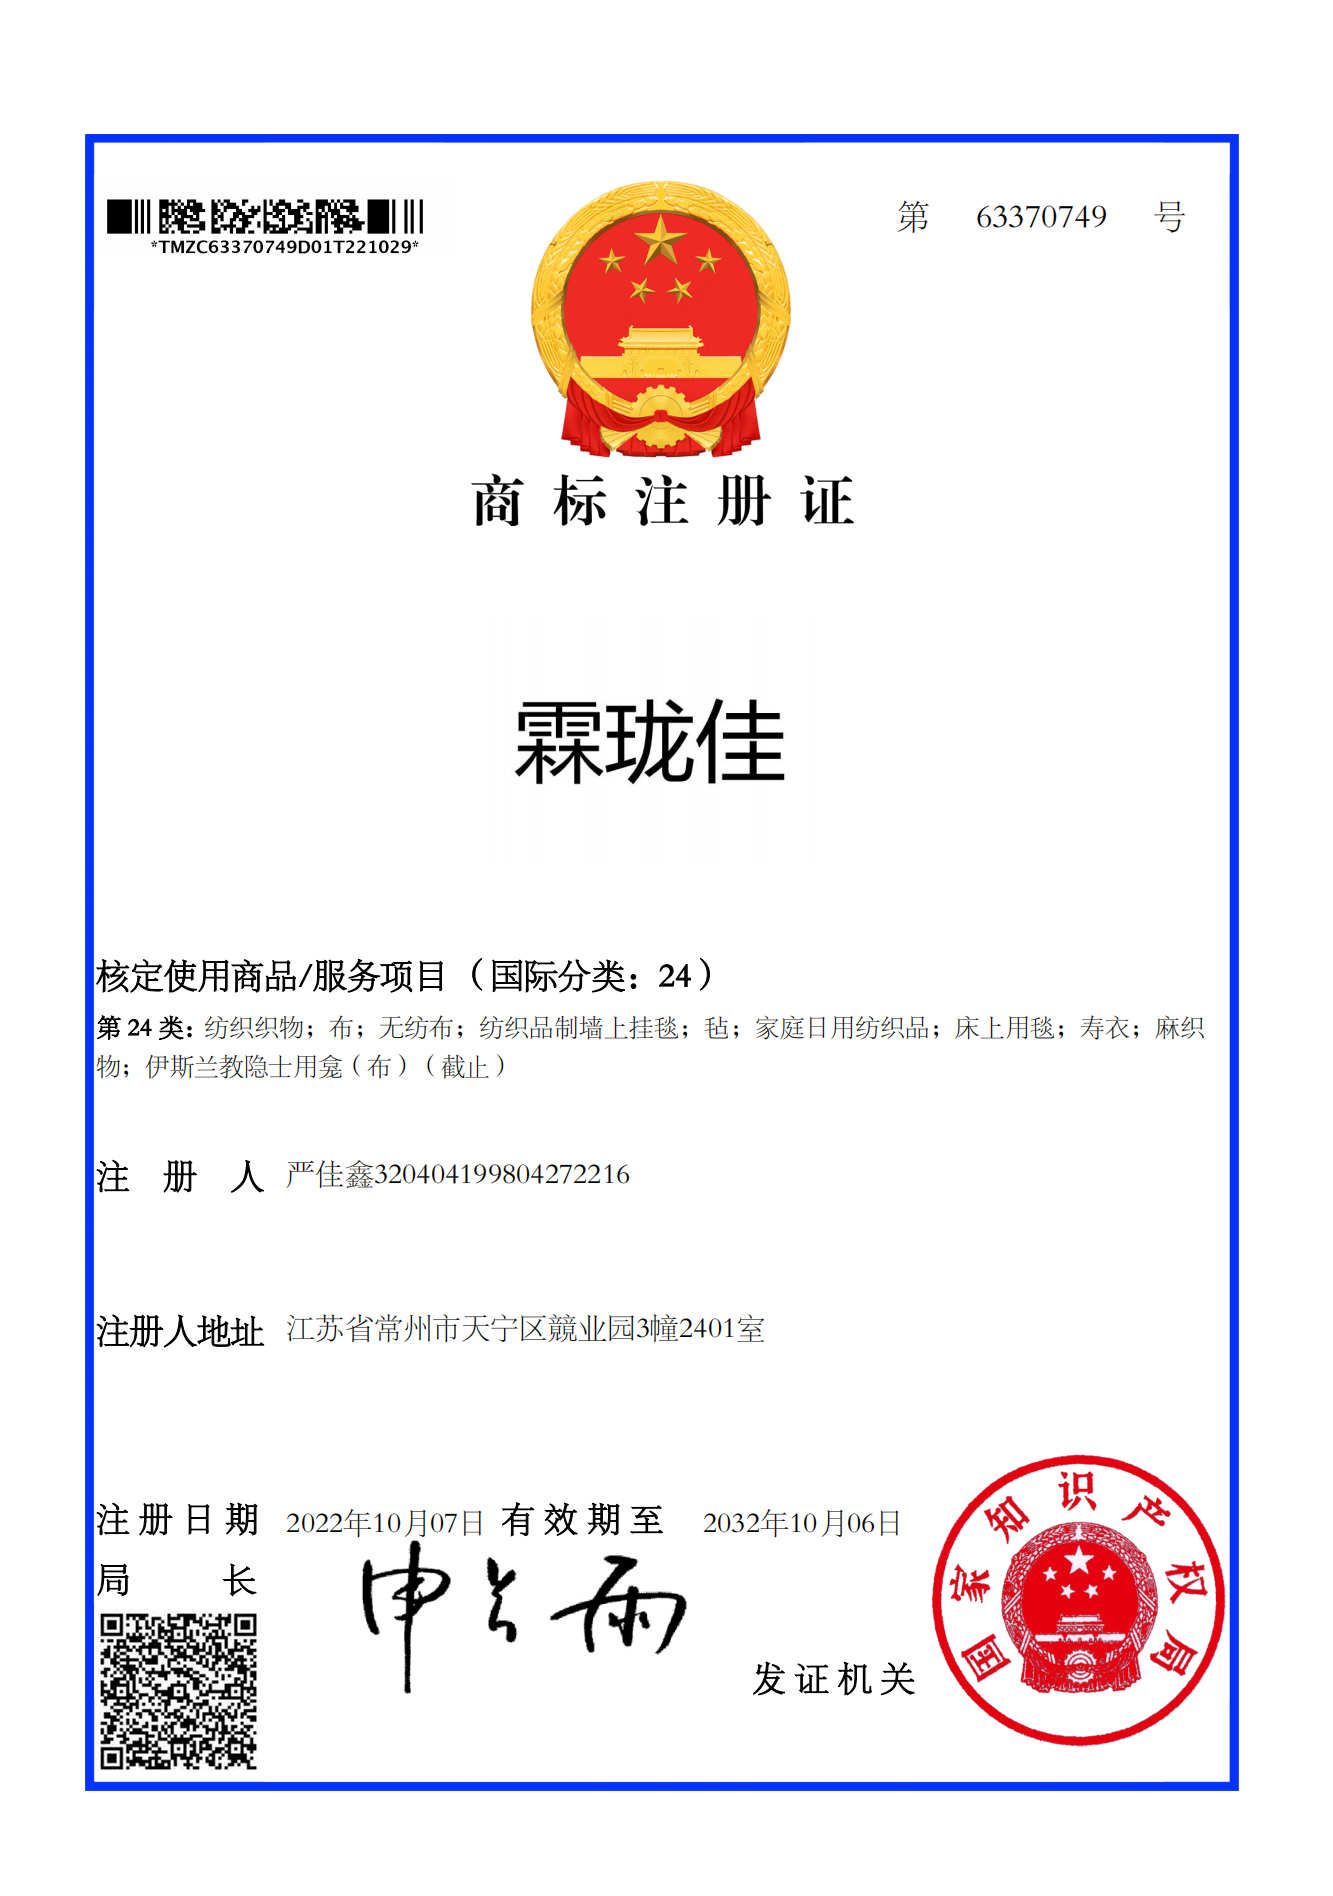 第 63370749 号
*TMZC63370749D01T221029*
商标注册证
霖珑佳
核定使用商品/服务项目（国际分类：24）
第 24 类：纺织织物；布；无纺布；纺织品制墙上挂毯；毡；家庭日用纺织品；床上用毯；寿衣；麻织
物；伊斯兰教隐士用龛（布）（截止）
注册人 严佳鑫320404199804272216
注册人地址 江苏省常州市天宁区競业园3幢2401室
注册日期 2022年10月07日 有效期至 2032年10月06日
局长 申长雨
发证机关
国家知识产权局